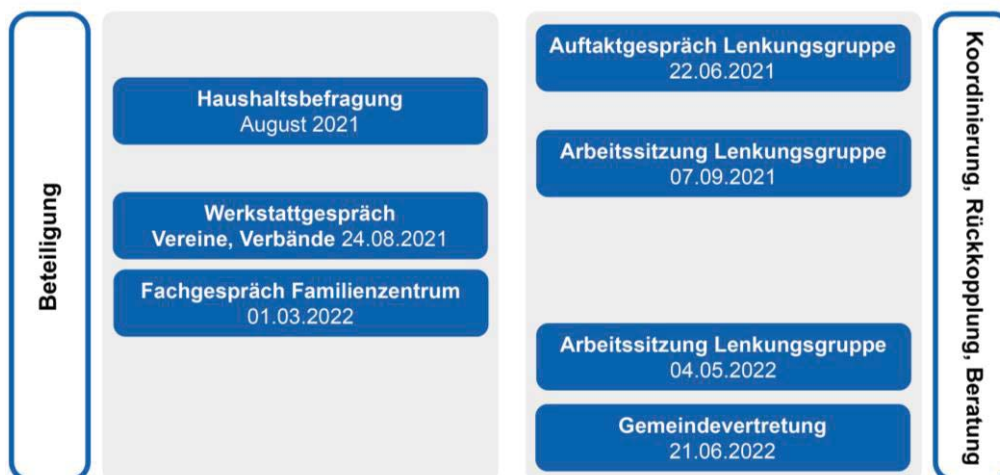 Beteiligung
Haushaltsbefragung
August 2021
Werkstattgespräch
Vereine, Verbände 24.08.2021
Fachgespräch Familienzentrum
01.03.2022
Auftaktgespräch Lenkungsgruppe
22.06.2021
Arbeitssitzung Lenkungsgruppe
07.09.2021
Arbeitssitzung Lenkungsgruppe
04.05.2022
Gemeindevertretung
21.06.2022
Koordinierung, Rückkopplung, Beratung